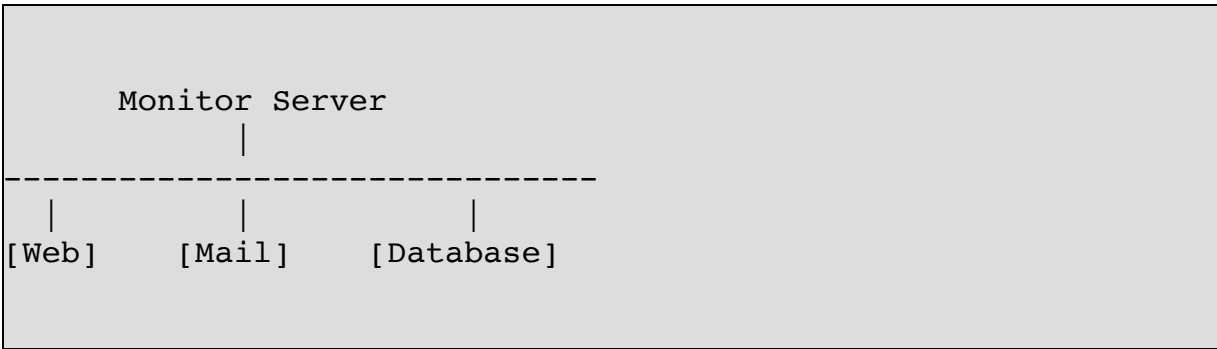 Monitor Server
|
-------------------------------
| | |
[Web] [Mail] [Database]